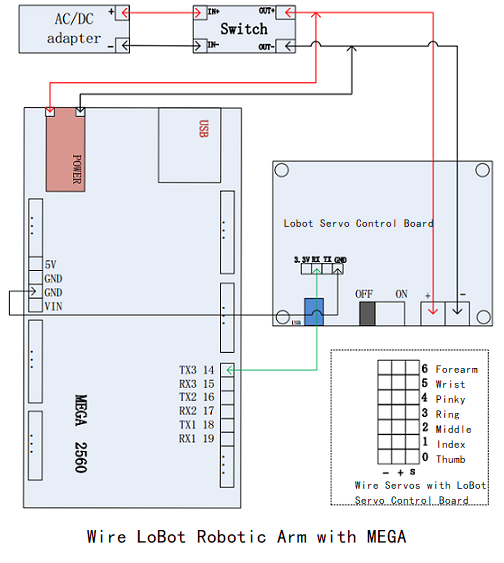 AC/DC
adapter
+
-
IN+
IN-
OUT+
OUT-
Switch
POWER
USB
5V
GND
GND
VIN
TX3 14
RX3 15
TX2 16
RX2 17
TX1 18
RX1 19
MEGA 2560
Lobot Servo Control Board
3.3V RX TX GND
USB
OFF
ON
+
-
6 Forearm
5 Wrist
4 Pinky
3 Ring
2 Middle
1 Index
0 Thumb
- + S
Wire Servos with LoBot
Servo Control Board
Wire LoBot Robotic Arm with MEGA